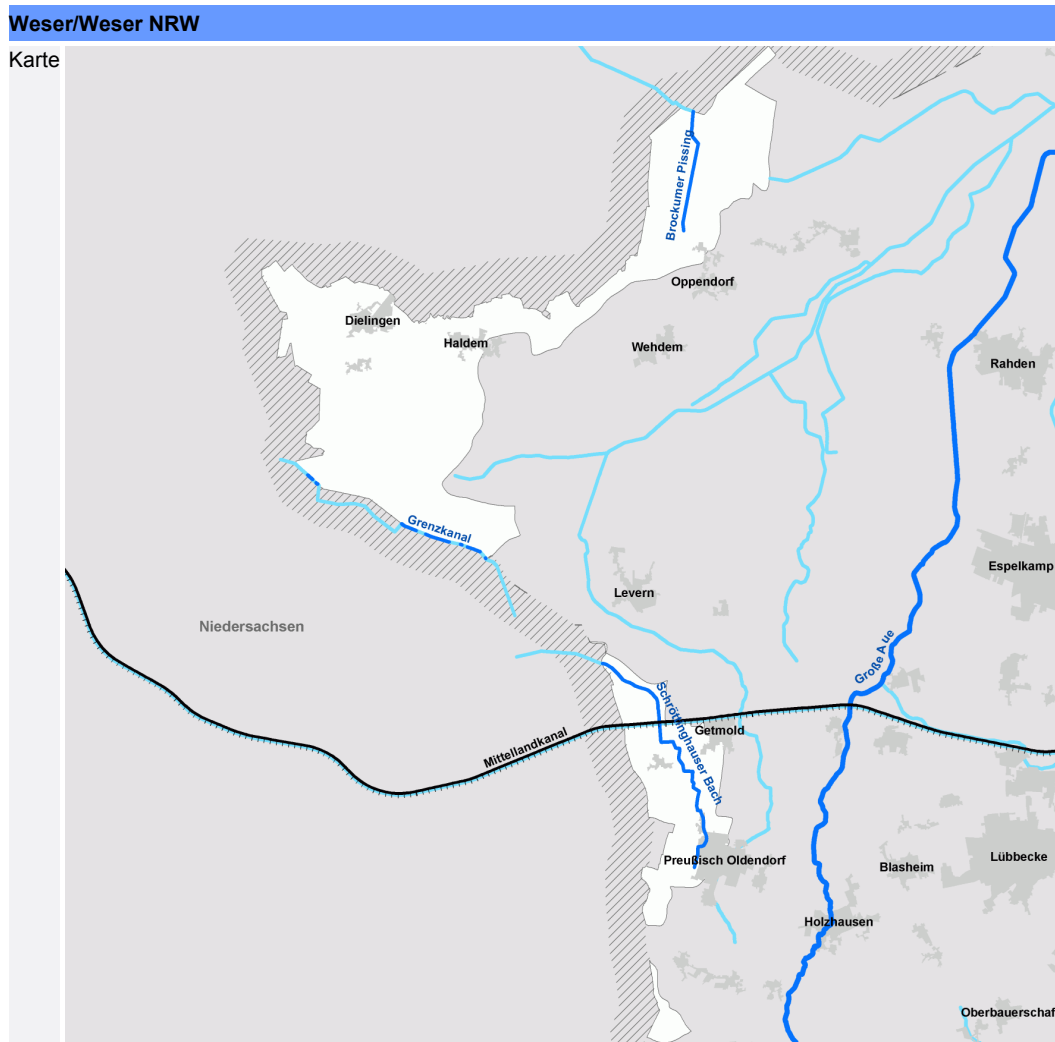 Weser/Weser NRW
Karte
Brockumer Pissing
Oppendorf
Dielingen
Haldem
Wehdem
Rahden
Grenzkanal
Espelkamp
Levern
Niedersachsen
Große Aue
Schröttinghauser Bach
Getmold
Mittellandkanal
Preußisch Oldendorf
Blasheim
Lübbecke
Holzhausen
Oberbauerschaf